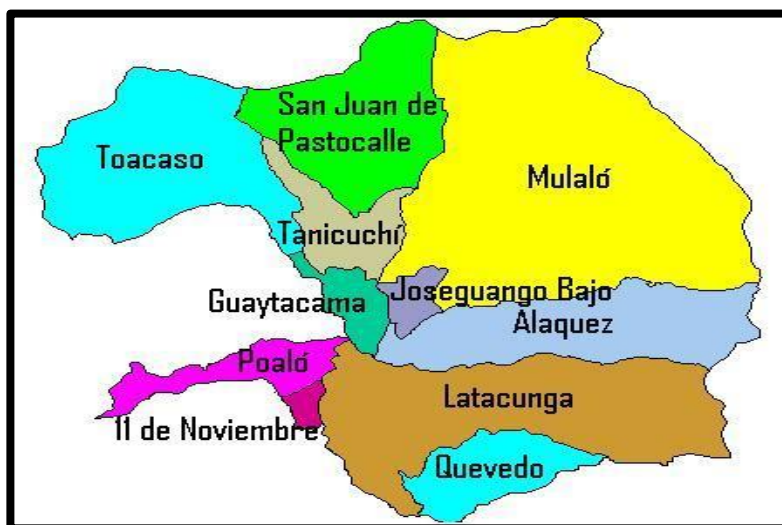 San Juan de
Pastocalle
Toacaso
Mulaló
Tanicuchí
Guaytacama
Joseguango Bajo
Alaquez
Poaló
Latacunga
11 de Noviembre
Quevedo